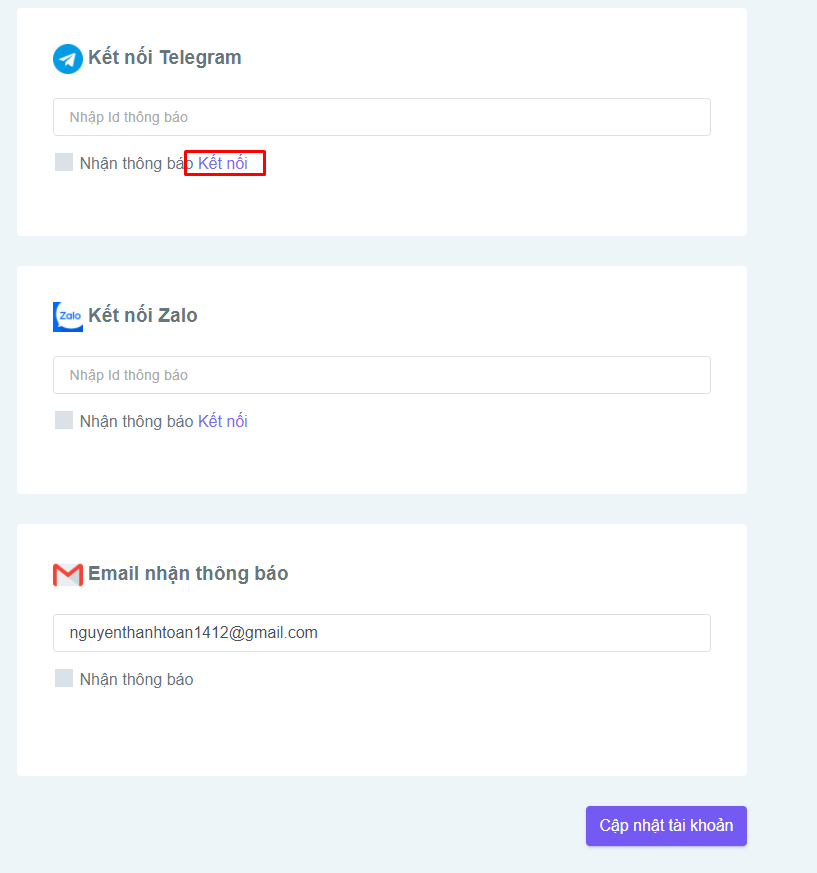 Kết nối Telegram
Nhập Id thông báo
Nhận thông báo Kết nối
Zalo Kết nối Zalo
Nhập Id thông báo
Nhận thông báo Kết nối
Email nhận thông báo
nguyenthanhtoan1412@gmail.com
Nhận thông báo
Cập nhật tài khoản